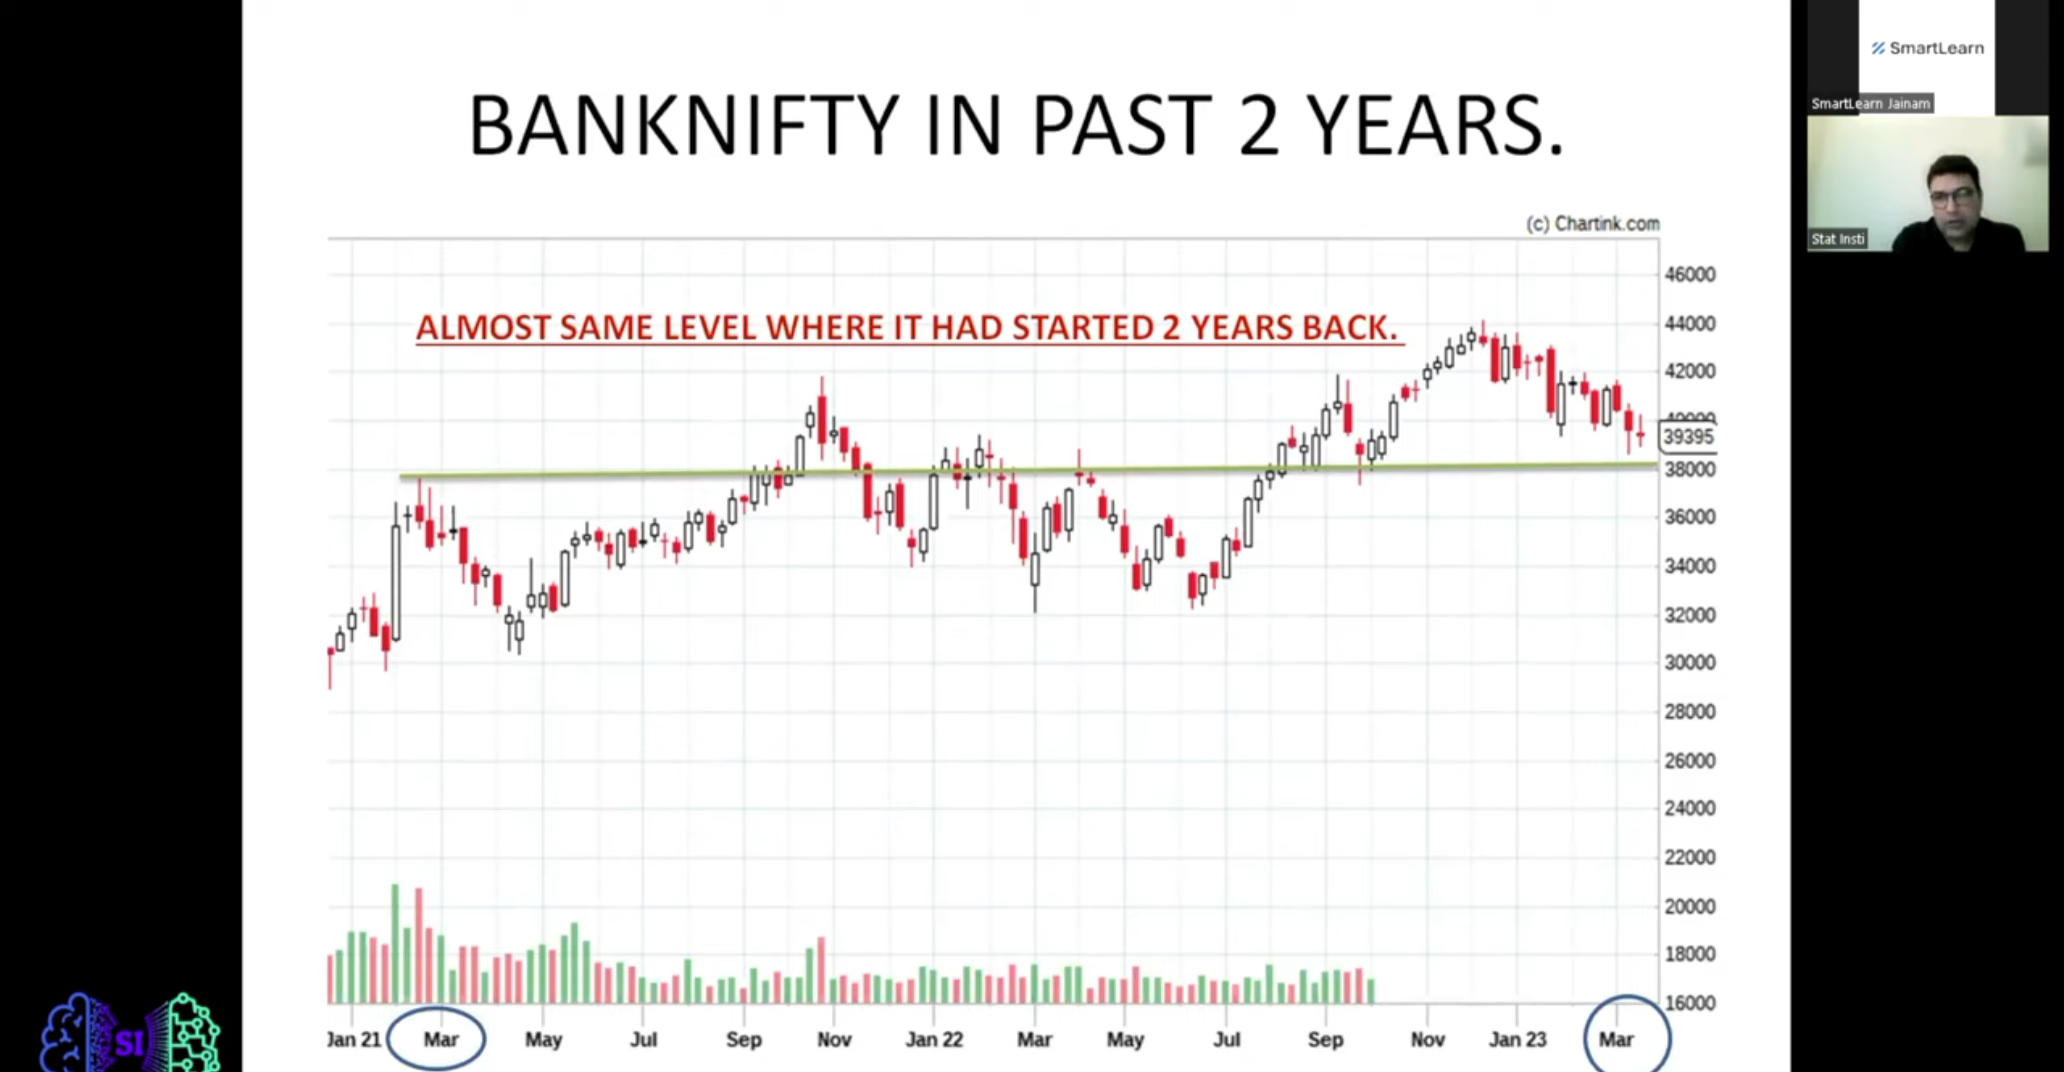 BANKNIFTY IN PAST 2 YEARS.
SmartLearn
SmartLearn Jainam
Stat Insti
(c) Chartink.com
ALMOST SAME LEVEL WHERE IT HAD STARTED 2 YEARS BACK.
46000
44000
42000
40000
39395
38000
36000
34000
32000
30000
28000
26000
24000
22000
20000
18000
16000
Jan 21 Mar May Jul Sep Nov Jan 22 Mar May Jul Sep Nov Jan 23 Mar
SI